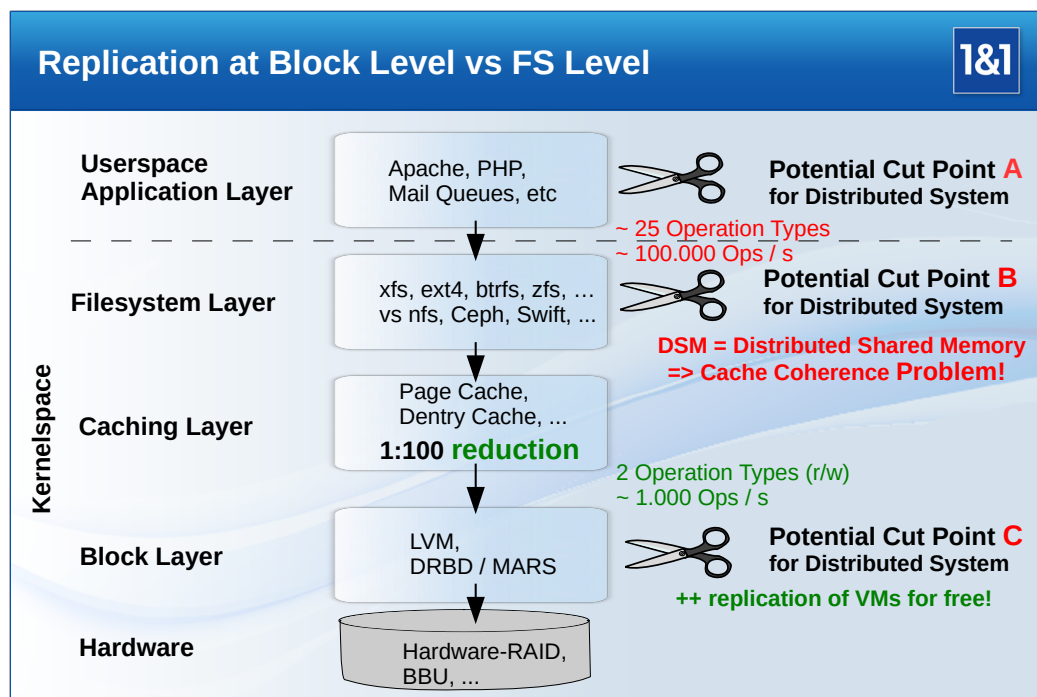 Replication at Block Level vs FS Level
1&1
Userspace
Application Layer
Apache, PHP,
Mail Queues, etc
Potential Cut Point A
for Distributed System
~ 25 Operation Types
~ 100.000 Ops / s
Kernelspace
Filesystem Layer
xfs, ext4, btrfs, zfs, …
vs nfs, Ceph, Swift, ...
Potential Cut Point B
for Distributed System
DSM = Distributed Shared Memory
=> Cache Coherence Problem!
Caching Layer
Page Cache,
Dentry Cache, ...
1:100 reduction
2 Operation Types (r/w)
~ 1.000 Ops / s
Block Layer
LVM,
DRBD / MARS
Potential Cut Point C
for Distributed System
++ replication of VMs for free!
Hardware
Hardware-RAID,
BBU, ...